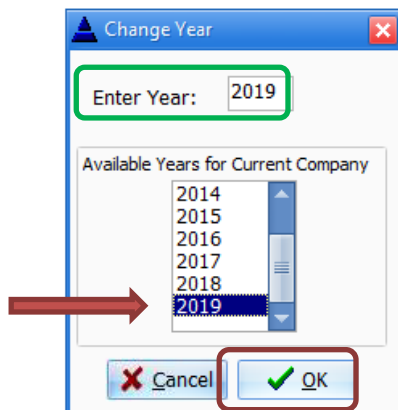 Change Year
Enter Year: 2019
Available Years for Current Company
2014
2015
2016
2017
2018
2019
Cancel OK